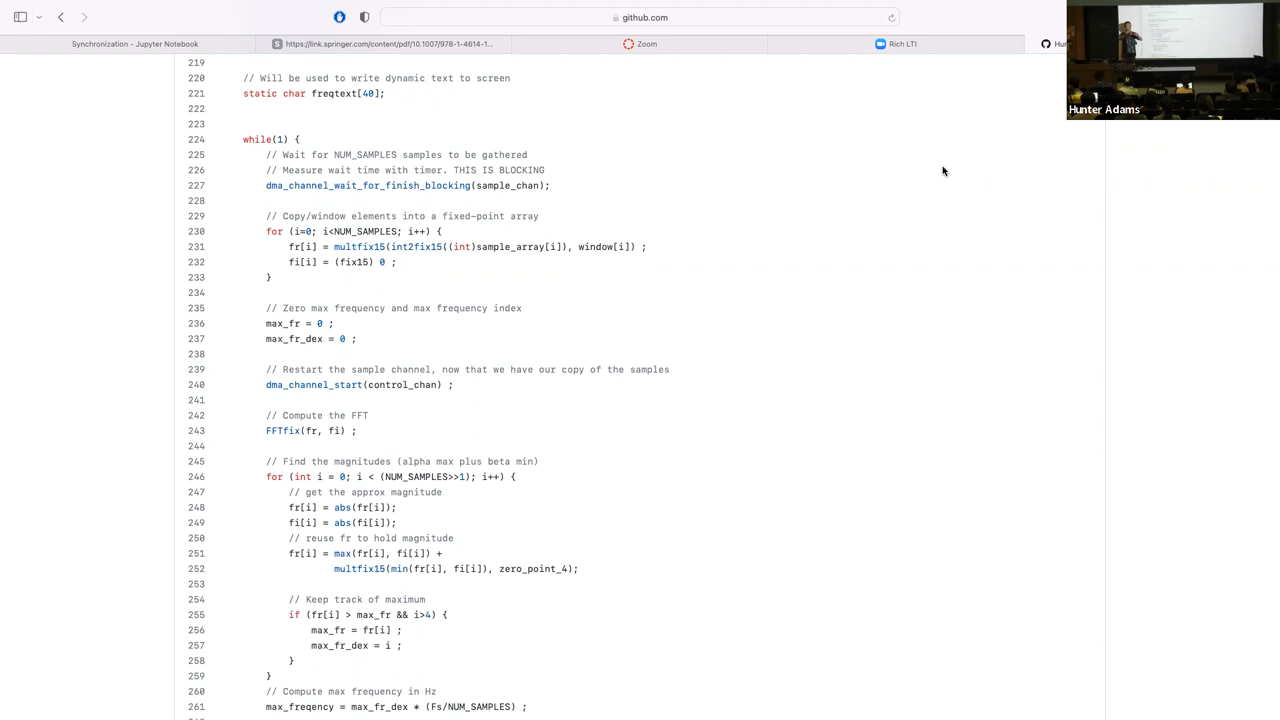 github.com
Synchronization - Jupyter Notebook
S https://link.springer.com/content/pdf/10.1007/978-1-4614-1...
Zoom
Rich LTI
Hunter Adams
219
220 // Will be used to write dynamic text to screen
221 static char freqtext[40];
222
223
224 while(1) {
225 // Wait for NUM_SAMPLES samples to be gathered
226 // Measure wait time with timer. THIS IS BLOCKING
227 dma_channel_wait_for_finish_blocking(sample_chan);
228
229 // Copy/window elements into a fixed-point array
230 for (i=0; i<NUM_SAMPLES; i++) {
231 fr[i] = multfix15(int2fix15((int)sample_array[i]), window[i]) ;
232 fi[i] = (fix15) 0 ;
233 }
234
235 // Zero max frequency and max frequency index
236 max_fr = 0 ;
237 max_fr_dex = 0 ;
238
239 // Restart the sample channel, now that we have our copy of the samples
240 dma_channel_start(control_chan) ;
241
242 // Compute the FFT
243 FFTfix(fr, fi) ;
244
245 // Find the magnitudes (alpha max plus beta min)
246 for (int i = 0; i < (NUM_SAMPLES>>1); i++) {
247 // get the approx magnitude
248 fr[i] = abs(fr[i]);
249 fi[i] = abs(fi[i]);
250 // reuse fr to hold magnitude
251 fr[i] = max(fr[i], fi[i]) +
252 multfix15(min(fr[i], fi[i]), zero_point_4);
253
254 // Keep track of maximum
255 if (fr[i] > max_fr && i>4) {
256 max_fr = fr[i] ;
257 max_fr_dex = i ;
258 }
259 }
260 // Compute max frequency in Hz
261 max_freqency = max_fr_dex * (Fs/NUM_SAMPLES) ;